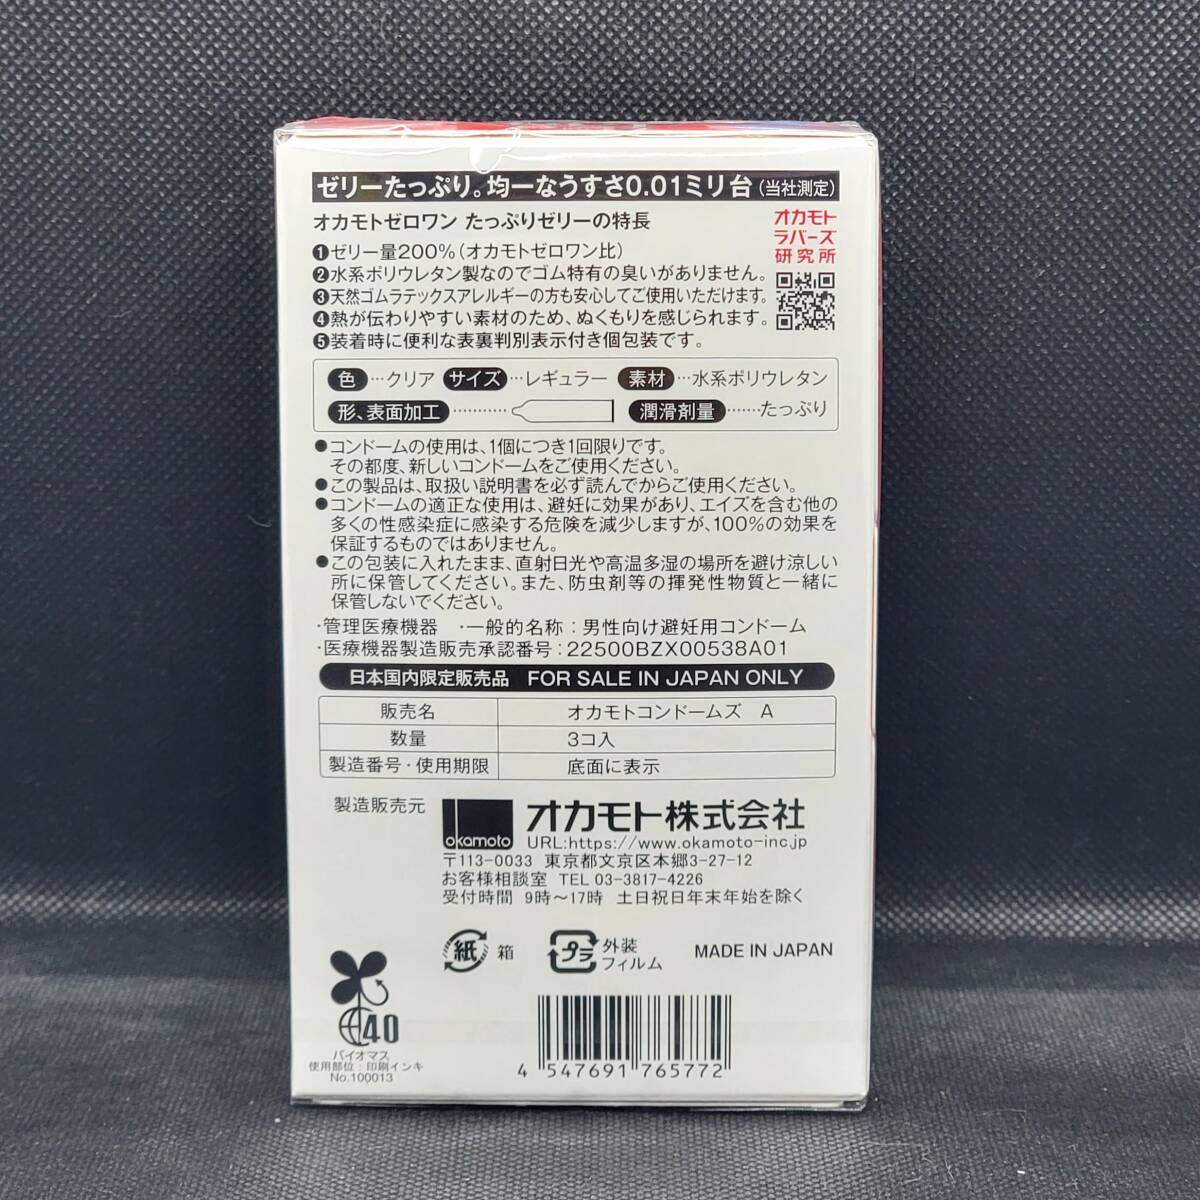 ゼリーたっぷり。均一なうすさ0.01ミリ台(当社測定)
オカモトゼロワン たっぷりゼリーの特長
オカモト
ラバーズ
研究所
❶ゼリー量200%(オカモトゼロワン比)
❷水系ポリウレタン製なのでゴム特有の臭いがありません。
❸天然ゴムラテックスアレルギーの方も安心してご使用いただけます。
❹熱が伝わりやすい素材のため、ぬくもりを感じられます。
❺装着時に便利な表裏判別表示付き個包装です。
色…クリア サイズ…レギュラー 素材…水系ポリウレタン
形、表面加工………… 潤滑剤量……たっぷり
●コンドームの使用は、1個につき1回限りです。
その都度、新しいコンドームをご使用ください。
●この製品は、取扱い説明書を必ず読んでからご使用ください。
●コンドームの適正な使用は、避妊に効果があり、エイズを含む他の
多くの性感染症に感染する危険を減少しますが、100%の効果を
保証するものではありません。
●この包装に入れたまま、直射日光や高温多湿の場所を避け涼しい
所に保管してください。また、防虫剤等の揮発性物質と一緒に
保管しないでください。
・管理医療機器 ・一般的名称：男性向け避妊用コンドーム
・医療機器製造販売承認番号：22500BZX00538A01
日本国内限定販売品 FOR SALE IN JAPAN ONLY
販売名 オカモトコンドームズ A
数量 3コ入
製造番号・使用期限 底面に表示
製造販売元 okamoto オカモト株式会社
URL:https://www.okamoto-inc.jp
〒113-0033 東京都文京区本郷3-27-12
お客様相談室 TEL 03-3817-4226
受付時間 9時〜17時 土日祝日年末年始を除く
紙 箱 プラ 外装
フィルム
MADE IN JAPAN
40
バイオマス
使用部位：印刷インキ
No.100013
4 547691 765772